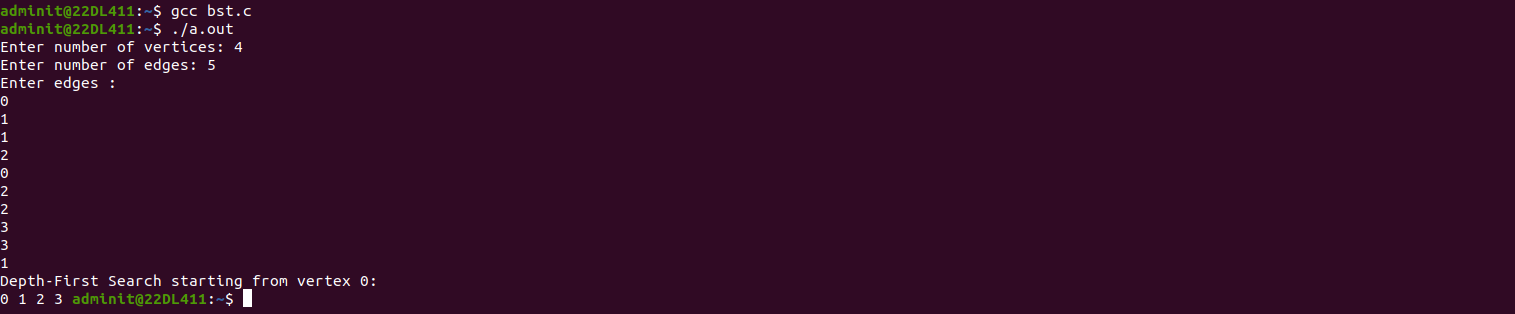 adminit@22DL411:~$ gcc bst.c
adminit@22DL411:~$ ./a.out
Enter number of vertices: 4
Enter number of edges: 5
Enter edges :
0
1
1
2
0
2
2
3
3
1
Depth-First Search starting from vertex 0:
0 1 2 3 adminit@22DL411:~$